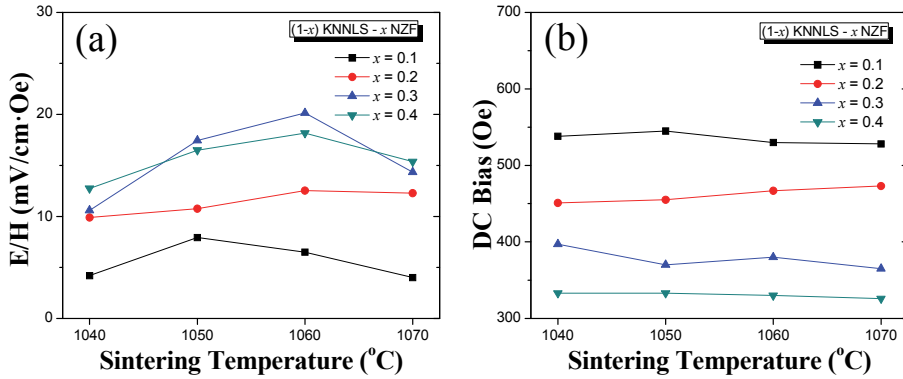 (a)
(1-x) KNNLS - x NZF
x = 0.1
x = 0.2
x = 0.3
x = 0.4
30
20
10
0
E/H (mV/cm·Oe)
1040
1050
1060
1070
Sintering Temperature (°C)
(b)
(1-x) KNNLS - x NZF
x = 0.1
x = 0.2
x = 0.3
x = 0.4
700
600
500
400
300
DC Bias (Oe)
1040
1050
1060
1070
Sintering Temperature (°C)